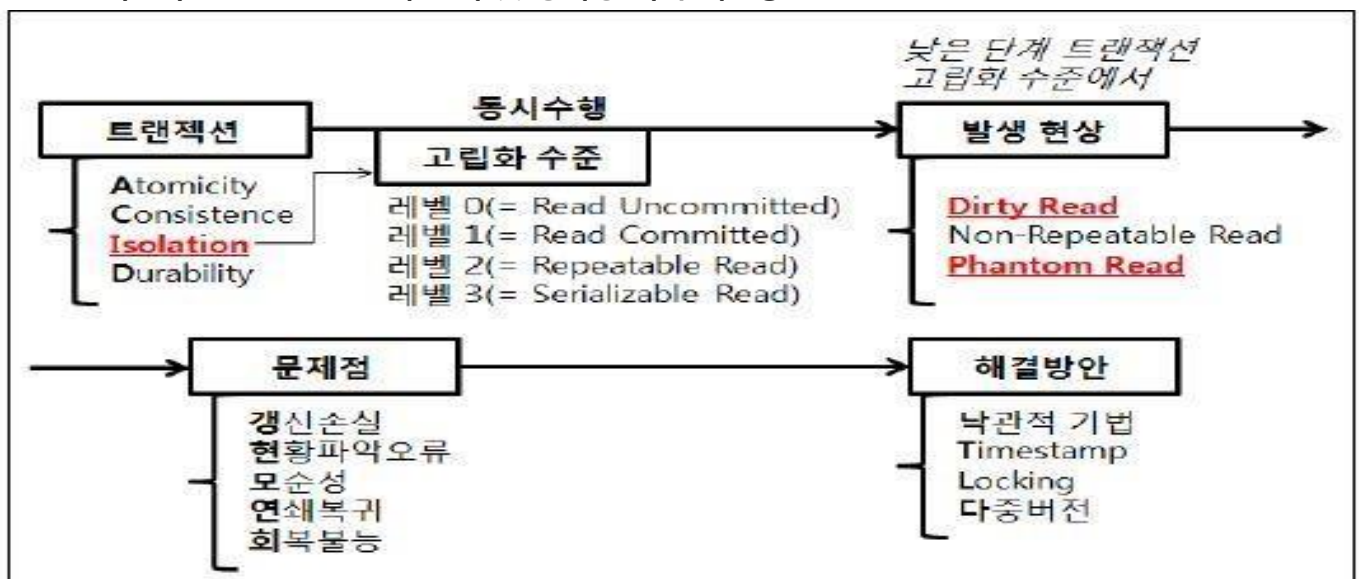 낮은 단계 트랜잭션
고립화 수준에서
트랜젝션
동시수행
고립화 수준
발생 현상
Atomicity
Consistence
Isolation
Durability
레벨 0(= Read Uncommitted)
레벨 1(= Read Committed)
레벨 2(= Repeatable Read)
레벨 3(= Serializable Read)
Dirty Read
Non-Repeatable Read
Phantom Read
문제점
갱신손실
현황파악오류
모순성
연쇄복귀
회복불능
해결방안
낙관적 기법
Timestamp
Locking
다중버전